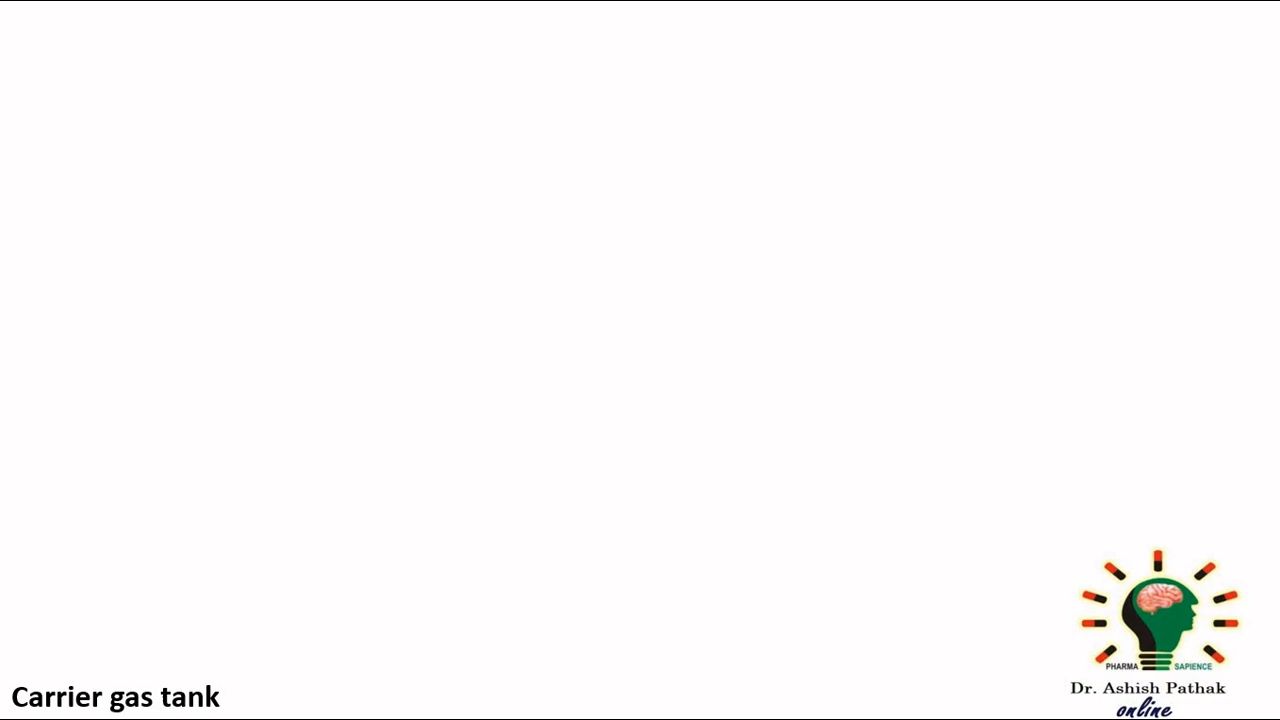 PHARMA SAPIENCE
Dr. Ashish Pathak
online
Carrier gas tank